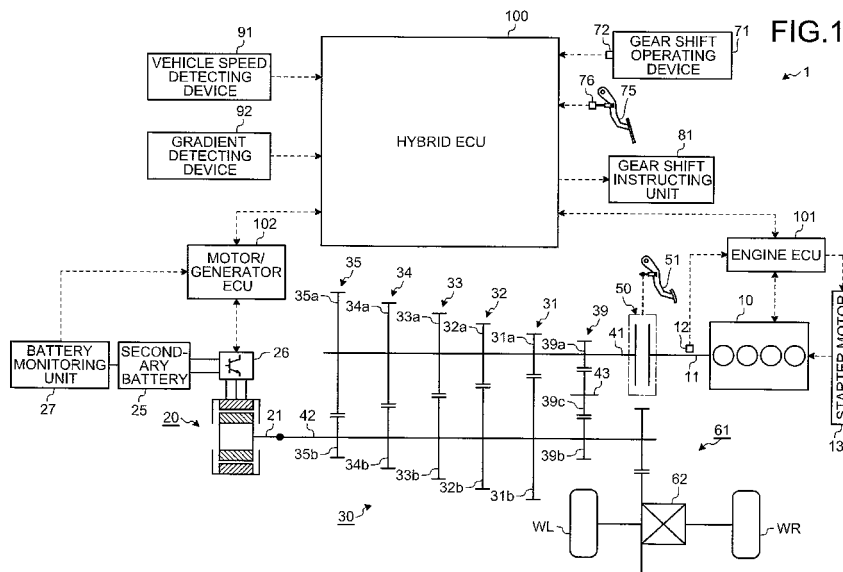 FIG.1
1
91
VEHICLE SPEED
DETECTING
DEVICE
92
GRADIENT
DETECTING
DEVICE
100
HYBRID ECU
72
GEAR SHIFT
OPERATING
DEVICE
71
76
75
81
GEAR SHIFT
INSTRUCTING
UNIT
102
MOTOR/
GENERATOR
ECU
101
ENGINE ECU
35
34
33
32
31
39
50
51
35a
34a
33a
32a
31a
39a
41
12
11
10
STARTER MOTOR
13
BATTERY
MONITORING
UNIT
27
SECOND-
ARY
BATTERY
25
26
20
21
42
43
39c
35b
34b
33b
32b
31b
39b
30
61
62
WL
WR